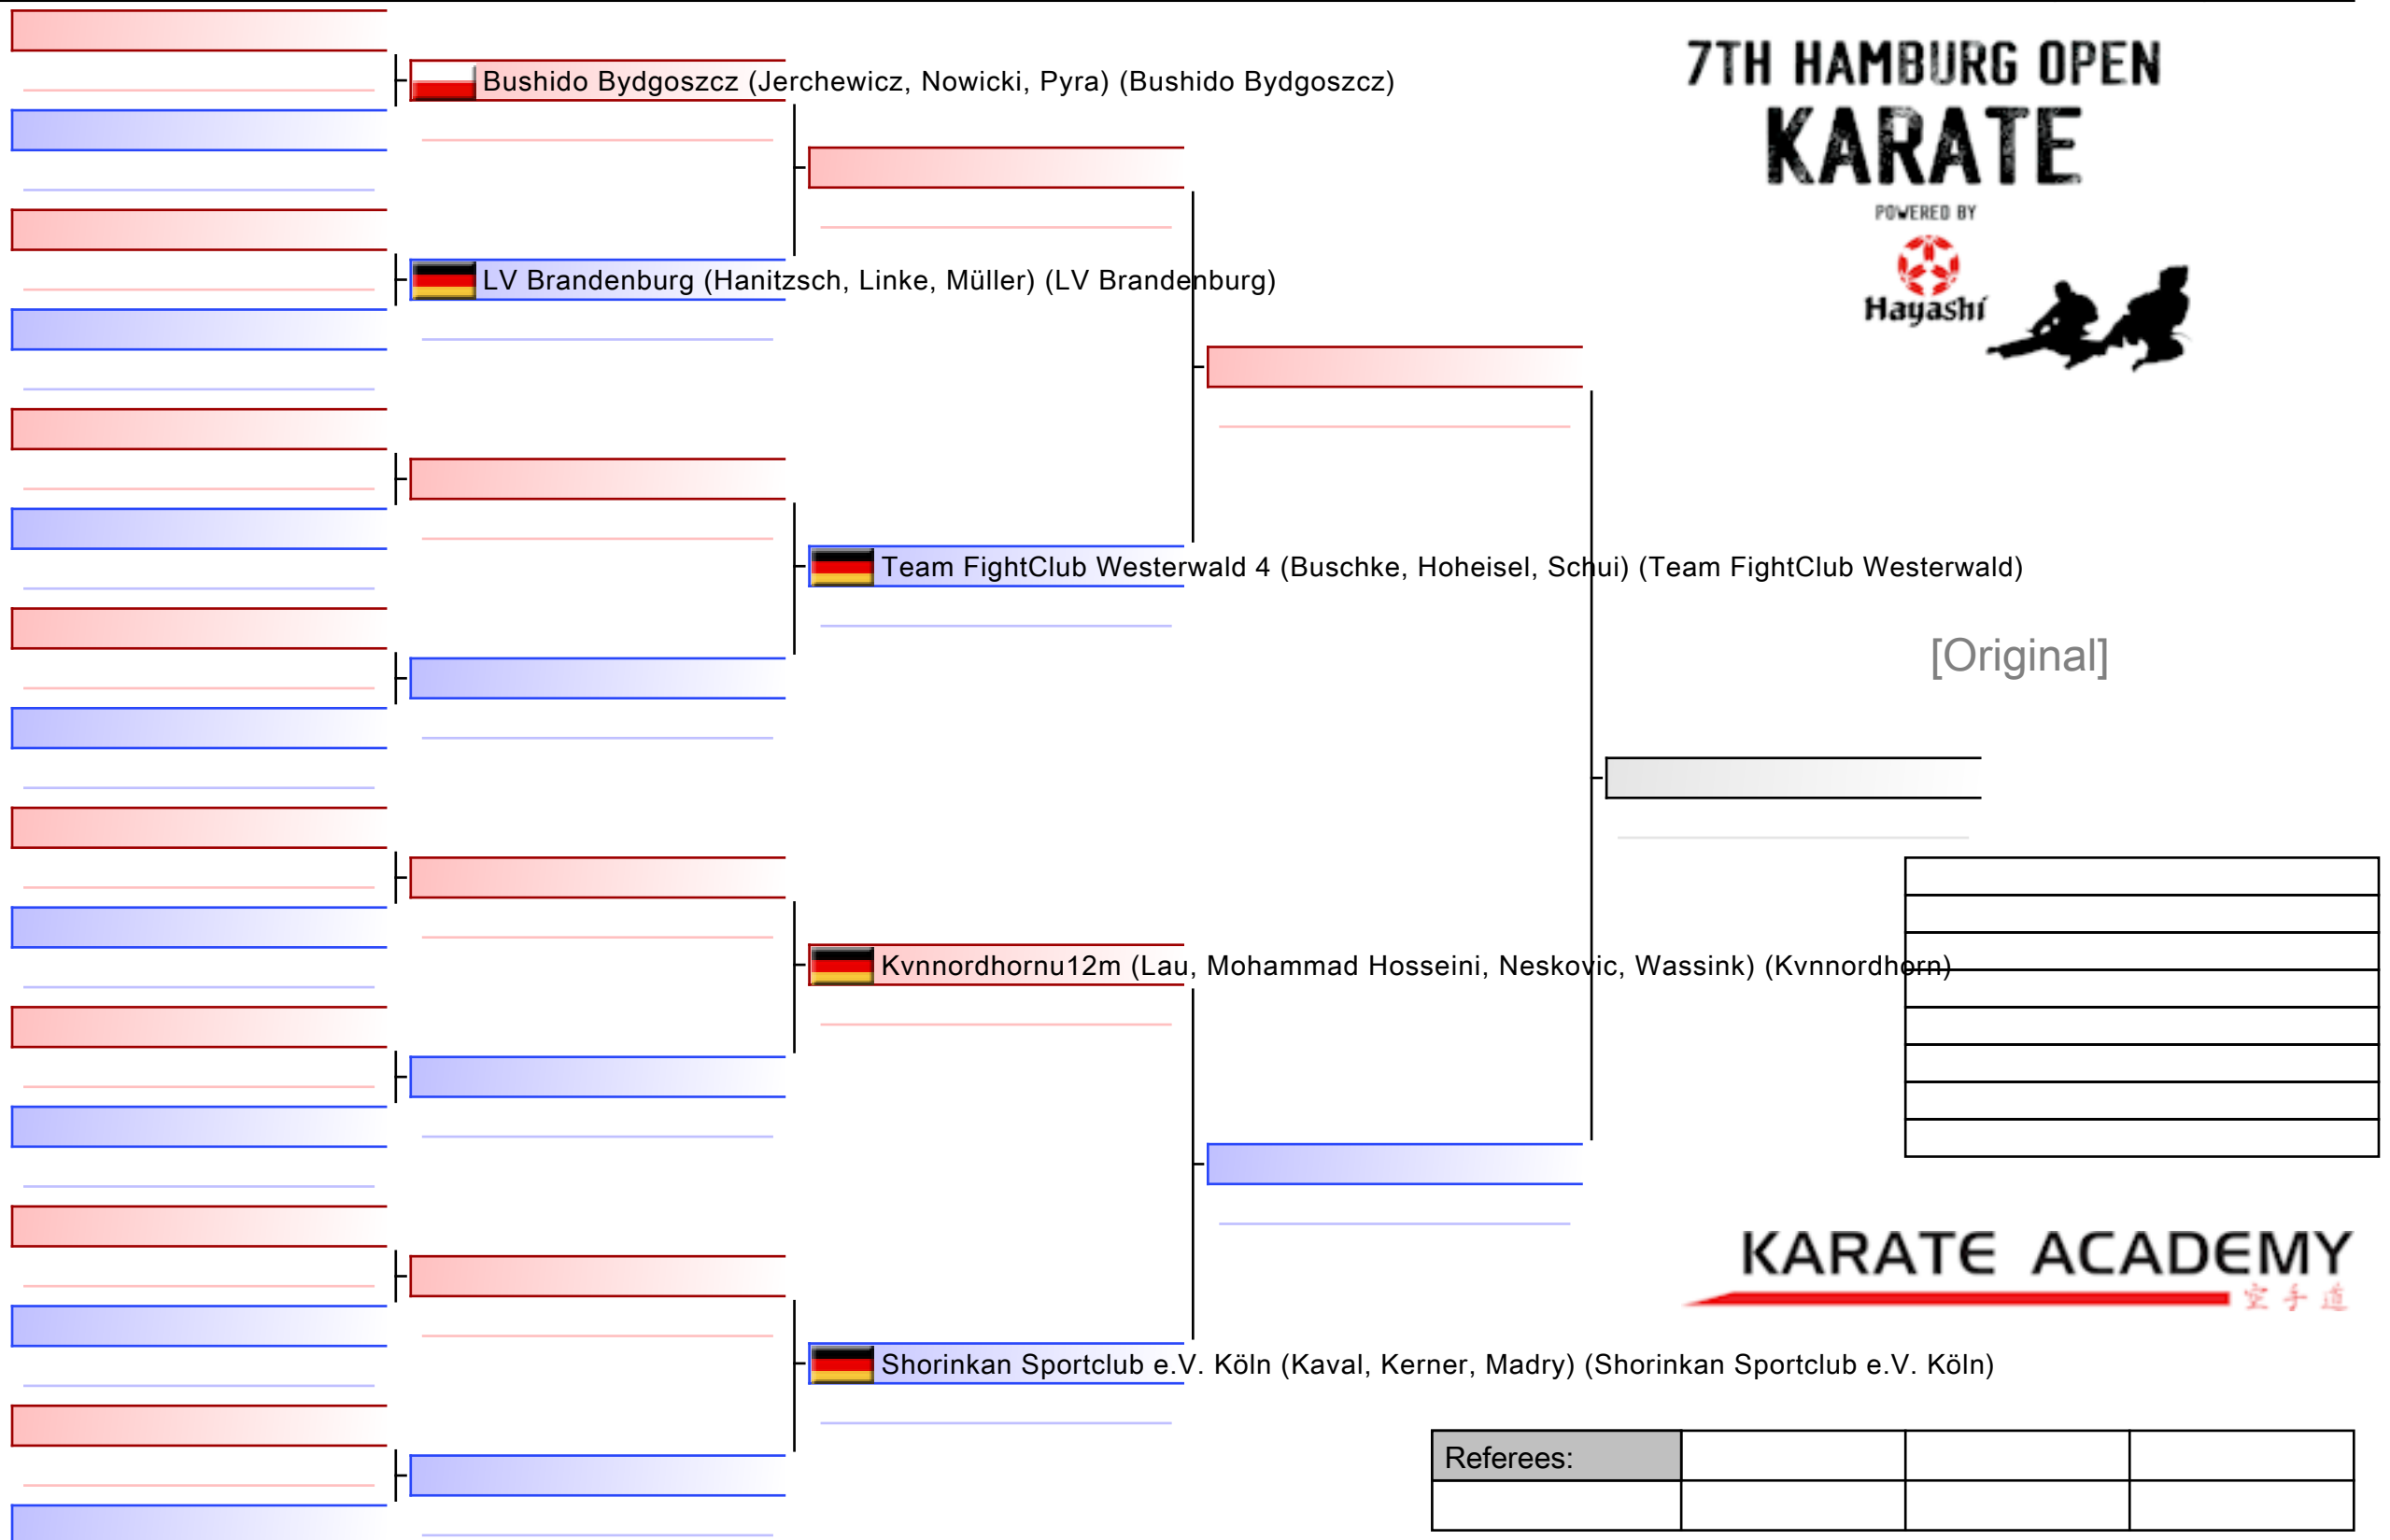 7TH HAMBURG OPEN
KARATE
POWERED BY
Hayashi
Bushido Bydgoszcz (Jerchewicz, Nowicki, Pyra) (Bushido Bydgoszcz)
LV Brandenburg (Hanitzsch, Linke, Müller) (LV Brandenburg)
Team FightClub Westerwald 4 (Buschke, Hoheisel, Schui) (Team FightClub Westerwald)
[Original]
Kvnnordhornu12m (Lau, Mohammad Hosseini, Neskovic, Wassink) (Kvnnordhorn)
KARATE ACADEMY
空手道
Shorinkan Sportclub e.V. Köln (Kaval, Kerner, Madry) (Shorinkan Sportclub e.V. Köln)
Referees: